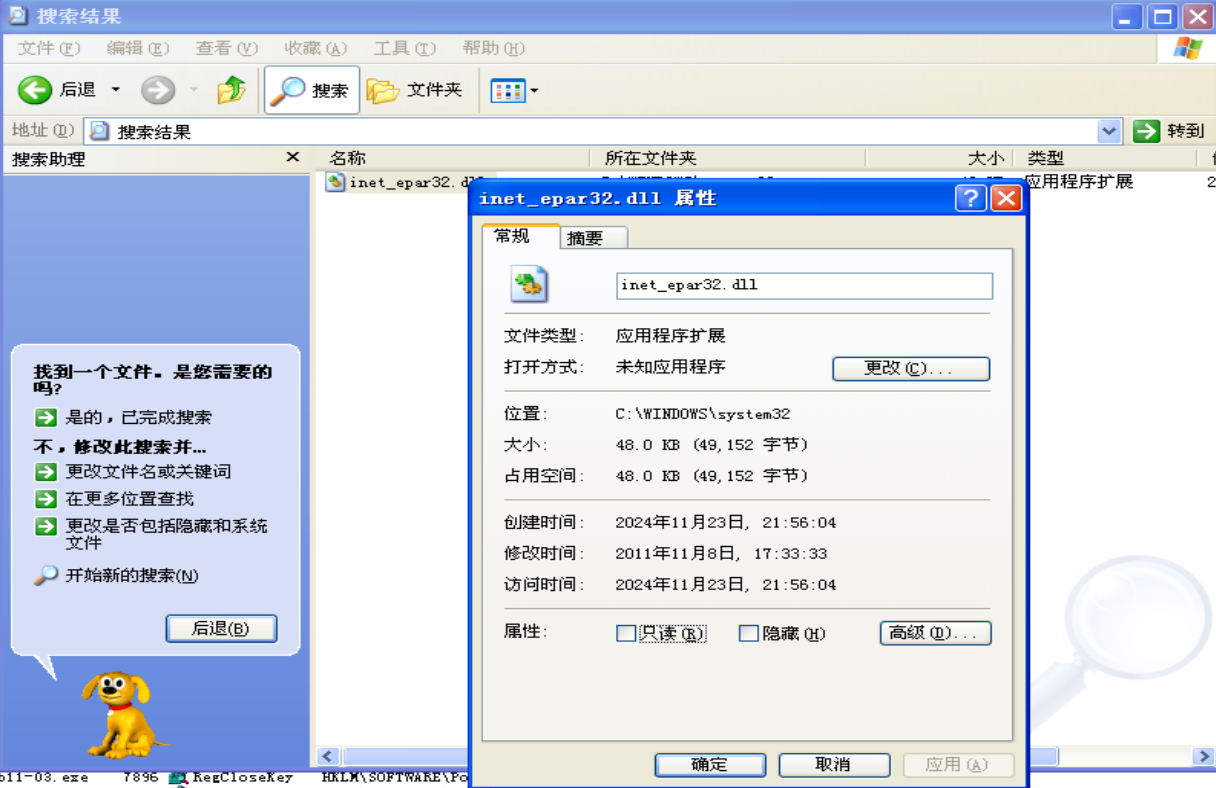 搜索结果
文件(F) 编辑(E) 查看(V) 收藏(A) 工具(T) 帮助(H)
后退 搜索 文件夹
地址(D) 搜索结果 转到
搜索助理 名称 所在文件夹 大小 类型
inet_epar32.dll 应用程序扩展 2
找到一个文件。是您需要的
吗?
是的，已完成搜索
不，修改此搜索并...
更改文件名或关键词
在更多位置查找
更改是否包括隐藏和系统
文件
开始新的搜索(N)
后退(B)
inet_epar32.dll 属性
常规 摘要
inet_epar32.dll
文件类型: 应用程序扩展
打开方式: 未知应用程序 更改(C)...
位置: C:\WINDOWS\system32
大小: 48.0 KB (49,152 字节)
占用空间: 48.0 KB (49,152 字节)
创建时间: 2024年11月23日, 21:56:04
修改时间: 2011年11月8日, 17:33:33
访问时间: 2024年11月23日, 21:56:04
属性: 只读(R) 隐藏(H) 高级(D)...
确定 取消 应用(A)
b11-03.exe 7896 RegCloseKey HKLM\SOFTWARE\Po